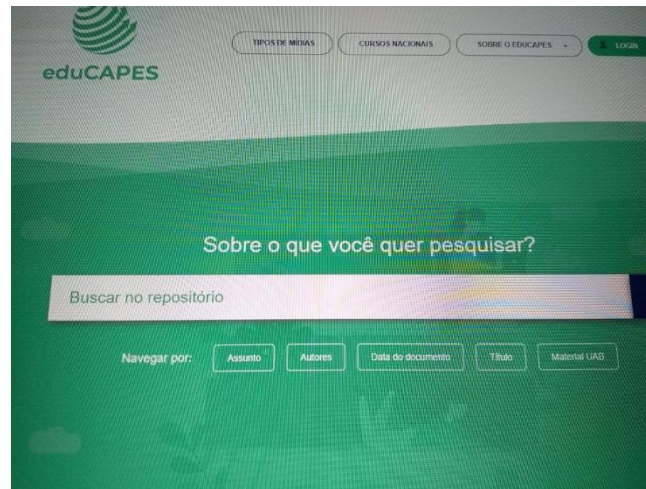 eduCAPES
TIPOS DE MÍDIAS
CURSOS NACIONAIS
SOBRE O EDUCAPES
LOGIN
Sobre o que você quer pesquisar?
Buscar no repositório
Navegar por: Assunto Autores Data do documento Título Material UAB